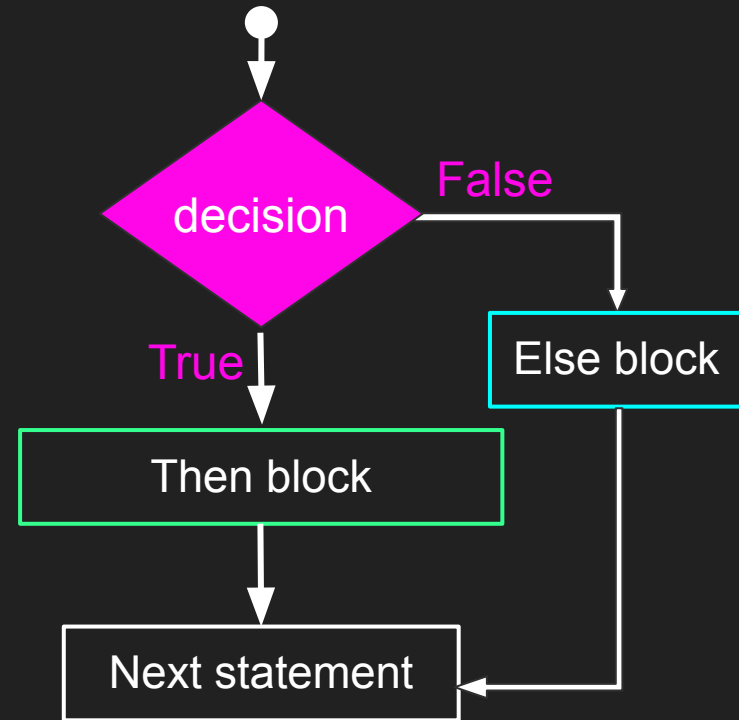 decision
False
True
Else block
Then block
Next statement